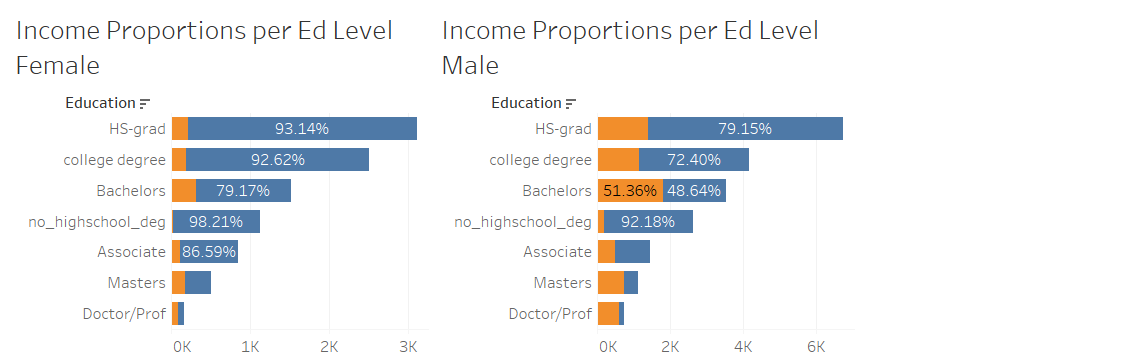 Income Proportions per Ed Level
Female
Education
HS-grad 93.14%
college degree 92.62%
Bachelors 79.17%
no_highschool_deg 98.21%
Associate 86.59%
Masters
Doctor/Prof
0K 1K 2K 3K
Income Proportions per Ed Level
Male
Education
HS-grad 79.15%
college degree 72.40%
Bachelors 51.36% 48.64%
no_highschool_deg 92.18%
Associate
Masters
Doctor/Prof
0K 2K 4K 6K